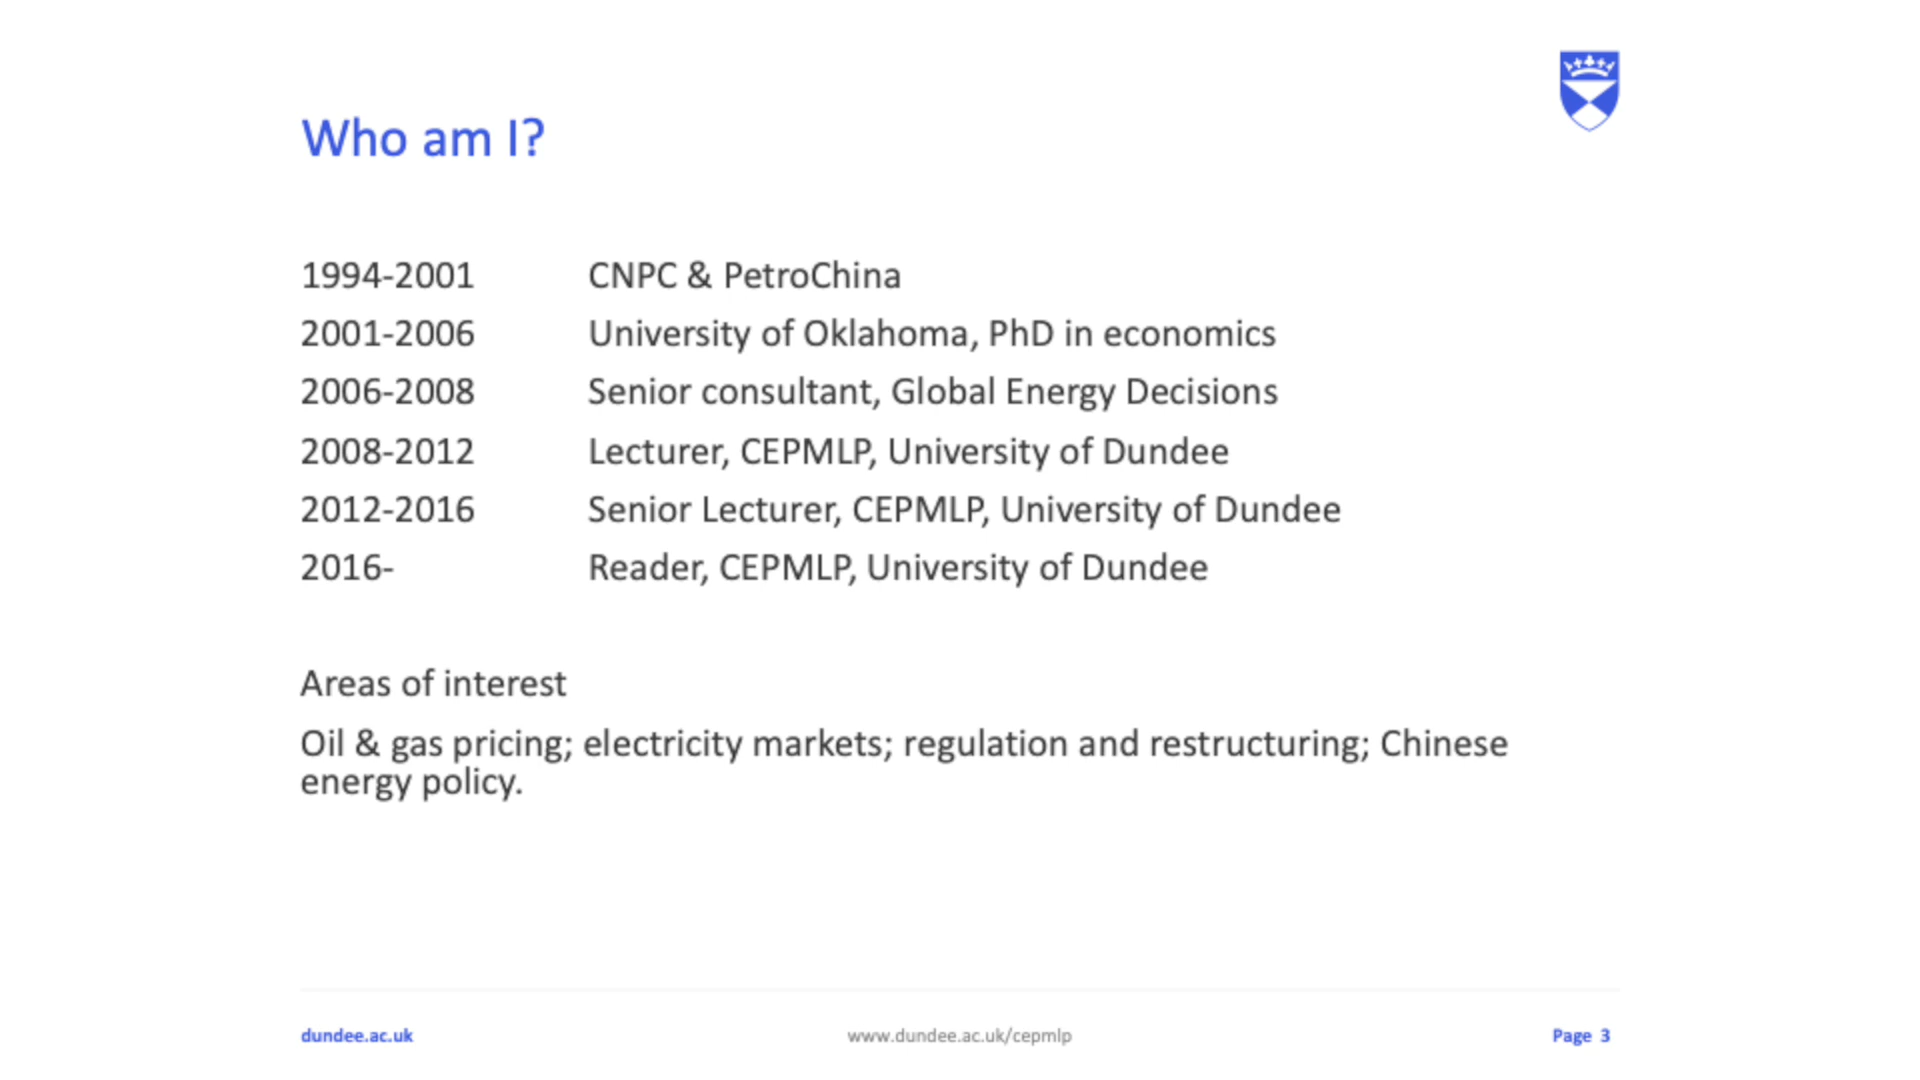 Who am I?
1994-2001 CNPC & PetroChina
2001-2006 University of Oklahoma, PhD in economics
2006-2008 Senior consultant, Global Energy Decisions
2008-2012 Lecturer, CEPMLP, University of Dundee
2012-2016 Senior Lecturer, CEPMLP, University of Dundee
2016- Reader, CEPMLP, University of Dundee
Areas of interest
Oil & gas pricing; electricity markets; regulation and restructuring; Chinese
energy policy.
dundee.ac.uk www.dundee.ac.uk/cepmlp Page 3